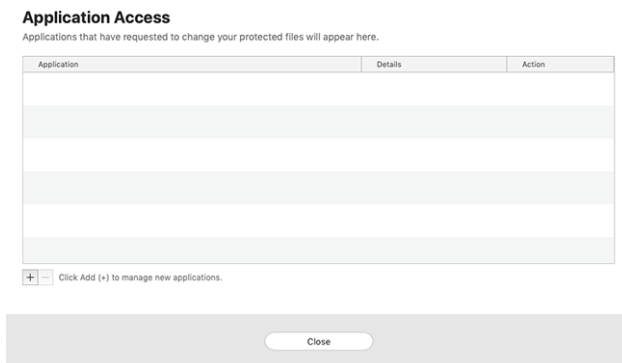 Application Access
Applications that have requested to change your protected files will appear here.
Application Details Action
+ − Click Add (+) to manage new applications.
Close